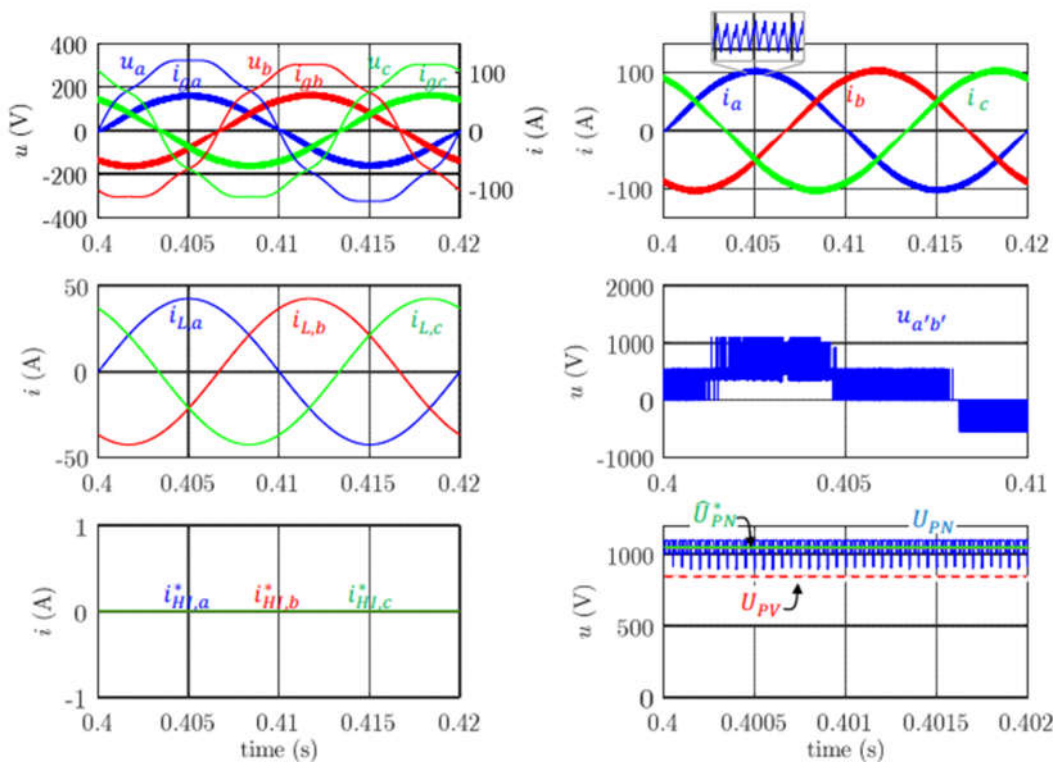 400
200
0
-200
-400
u (V)
u_a
i_ga
u_b
i_gb
u_c
i_gc
100
0
-100
i (A)
0.4
0.405
0.41
0.415
0.42
100
0
-100
i (A)
i_a
i_b
i_c
0.4
0.405
0.41
0.415
0.42
50
0
-50
i (A)
i_L,a
i_L,b
i_L,c
0.4
0.405
0.41
0.415
0.42
2000
1000
0
-1000
u (V)
u_a'b'
0.4
0.405
0.41
1
0
-1
i (A)
i*_HI,a
i*_HI,b
i*_HI,c
0.4
0.405
0.41
0.415
0.42
time (s)
Û*_PN
U_PN
1000
500
0
u (V)
U_PV
0.4
0.4005
0.401
0.4015
0.402
time (s)